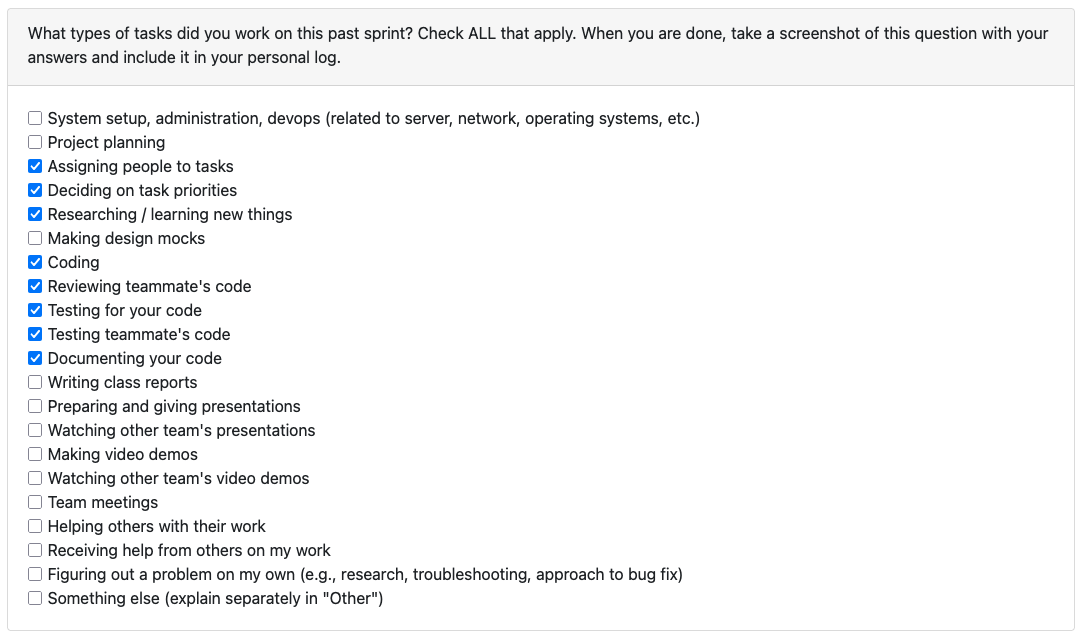 What types of tasks did you work on this past sprint? Check ALL that apply. When you are done, take a screenshot of this question with your
answers and include it in your personal log.
System setup, administration, devops (related to server, network, operating systems, etc.)
Project planning
Assigning people to tasks
Deciding on task priorities
Researching / learning new things
Making design mocks
Coding
Reviewing teammate's code
Testing for your code
Testing teammate's code
Documenting your code
Writing class reports
Preparing and giving presentations
Watching other team's presentations
Making video demos
Watching other team's video demos
Team meetings
Helping others with their work
Receiving help from others on my work
Figuring out a problem on my own (e.g., research, troubleshooting, approach to bug fix)
Something else (explain separately in "Other")